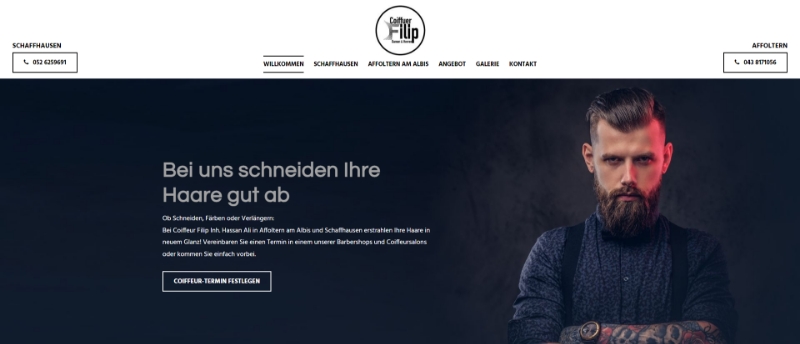 Coiffuer
Filip
SCHAFFHAUSEN
052 6259691
AFFOLTERN
043 8171056
WILLKOMMEN SCHAFFHAUSEN AFFOLTERN AM ALBIS ANGEBOT GALERIE KONTAKT
Bei uns schneiden Ihre
Haare gut ab
Ob Schneiden, Färben oder Verlängern:
Bei Coiffeur Filip Inh. Hassan Ali in Affoltern am Albis und Schaffhausen erstrahlen Ihre Haare in
neuem Glanz! Vereinbaren Sie einen Termin in einem unserer Barbershops und Coiffeursalons
oder kommen Sie einfach vorbei.
COIFFEUR-TERMIN FESTLEGEN